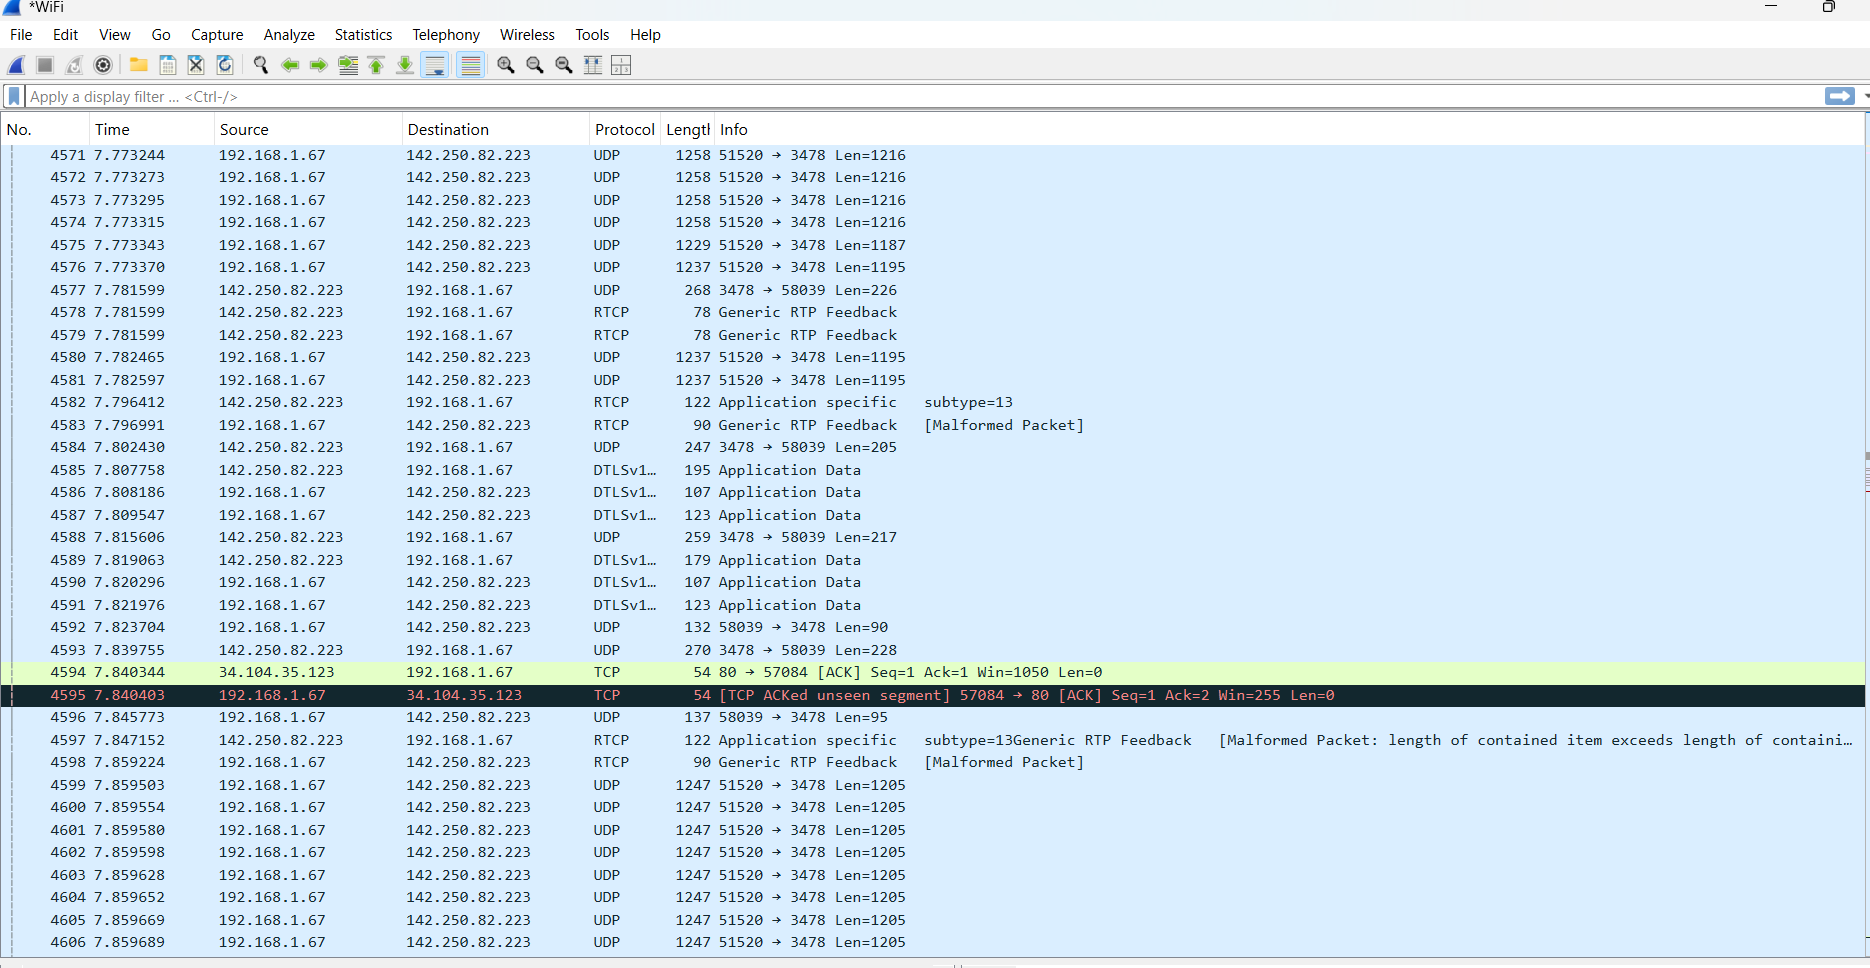 *WiFi
File Edit View Go Capture Analyze Statistics Telephony Wireless Tools Help
Apply a display filter ... <Ctrl-/>
No. Time Source Destination Protocol Length Info
4571 7.773244 192.168.1.67 142.250.82.223 UDP 1258 51520 → 3478 Len=1216
4572 7.773273 192.168.1.67 142.250.82.223 UDP 1258 51520 → 3478 Len=1216
4573 7.773295 192.168.1.67 142.250.82.223 UDP 1258 51520 → 3478 Len=1216
4574 7.773315 192.168.1.67 142.250.82.223 UDP 1258 51520 → 3478 Len=1216
4575 7.773343 192.168.1.67 142.250.82.223 UDP 1229 51520 → 3478 Len=1187
4576 7.773370 192.168.1.67 142.250.82.223 UDP 1237 51520 → 3478 Len=1195
4577 7.781599 142.250.82.223 192.168.1.67 UDP 268 3478 → 58039 Len=226
4578 7.781599 142.250.82.223 192.168.1.67 RTCP 78 Generic RTP Feedback
4579 7.781599 142.250.82.223 192.168.1.67 RTCP 78 Generic RTP Feedback
4580 7.782465 192.168.1.67 142.250.82.223 UDP 1237 51520 → 3478 Len=1195
4581 7.782597 192.168.1.67 142.250.82.223 UDP 1237 51520 → 3478 Len=1195
4582 7.796412 142.250.82.223 192.168.1.67 RTCP 122 Application specific subtype=13
4583 7.796991 192.168.1.67 142.250.82.223 RTCP 90 Generic RTP Feedback [Malformed Packet]
4584 7.802430 142.250.82.223 192.168.1.67 UDP 247 3478 → 58039 Len=205
4585 7.807758 142.250.82.223 192.168.1.67 DTLSv1… 195 Application Data
4586 7.808186 192.168.1.67 142.250.82.223 DTLSv1… 107 Application Data
4587 7.809547 192.168.1.67 142.250.82.223 DTLSv1… 123 Application Data
4588 7.815606 142.250.82.223 192.168.1.67 UDP 259 3478 → 58039 Len=217
4589 7.819063 142.250.82.223 192.168.1.67 DTLSv1… 179 Application Data
4590 7.820296 192.168.1.67 142.250.82.223 DTLSv1… 107 Application Data
4591 7.821976 192.168.1.67 142.250.82.223 DTLSv1… 123 Application Data
4592 7.823704 192.168.1.67 142.250.82.223 UDP 132 58039 → 3478 Len=90
4593 7.839755 142.250.82.223 192.168.1.67 UDP 270 3478 → 58039 Len=228
4594 7.840344 34.104.35.123 192.168.1.67 TCP 54 80 → 57084 [ACK] Seq=1 Ack=1 Win=1050 Len=0
4595 7.840403 192.168.1.67 34.104.35.123 TCP 54 [TCP ACKed unseen segment] 57084 → 80 [ACK] Seq=1 Ack=2 Win=255 Len=0
4596 7.845773 192.168.1.67 142.250.82.223 UDP 137 58039 → 3478 Len=95
4597 7.847152 142.250.82.223 192.168.1.67 RTCP 122 Application specific subtype=13Generic RTP Feedback [Malformed Packet: length of contained item exceeds length of containi…
4598 7.859224 192.168.1.67 142.250.82.223 RTCP 90 Generic RTP Feedback [Malformed Packet]
4599 7.859503 192.168.1.67 142.250.82.223 UDP 1247 51520 → 3478 Len=1205
4600 7.859554 192.168.1.67 142.250.82.223 UDP 1247 51520 → 3478 Len=1205
4601 7.859580 192.168.1.67 142.250.82.223 UDP 1247 51520 → 3478 Len=1205
4602 7.859598 192.168.1.67 142.250.82.223 UDP 1247 51520 → 3478 Len=1205
4603 7.859628 192.168.1.67 142.250.82.223 UDP 1247 51520 → 3478 Len=1205
4604 7.859652 192.168.1.67 142.250.82.223 UDP 1247 51520 → 3478 Len=1205
4605 7.859669 192.168.1.67 142.250.82.223 UDP 1247 51520 → 3478 Len=1205
4606 7.859689 192.168.1.67 142.250.82.223 UDP 1247 51520 → 3478 Len=1205